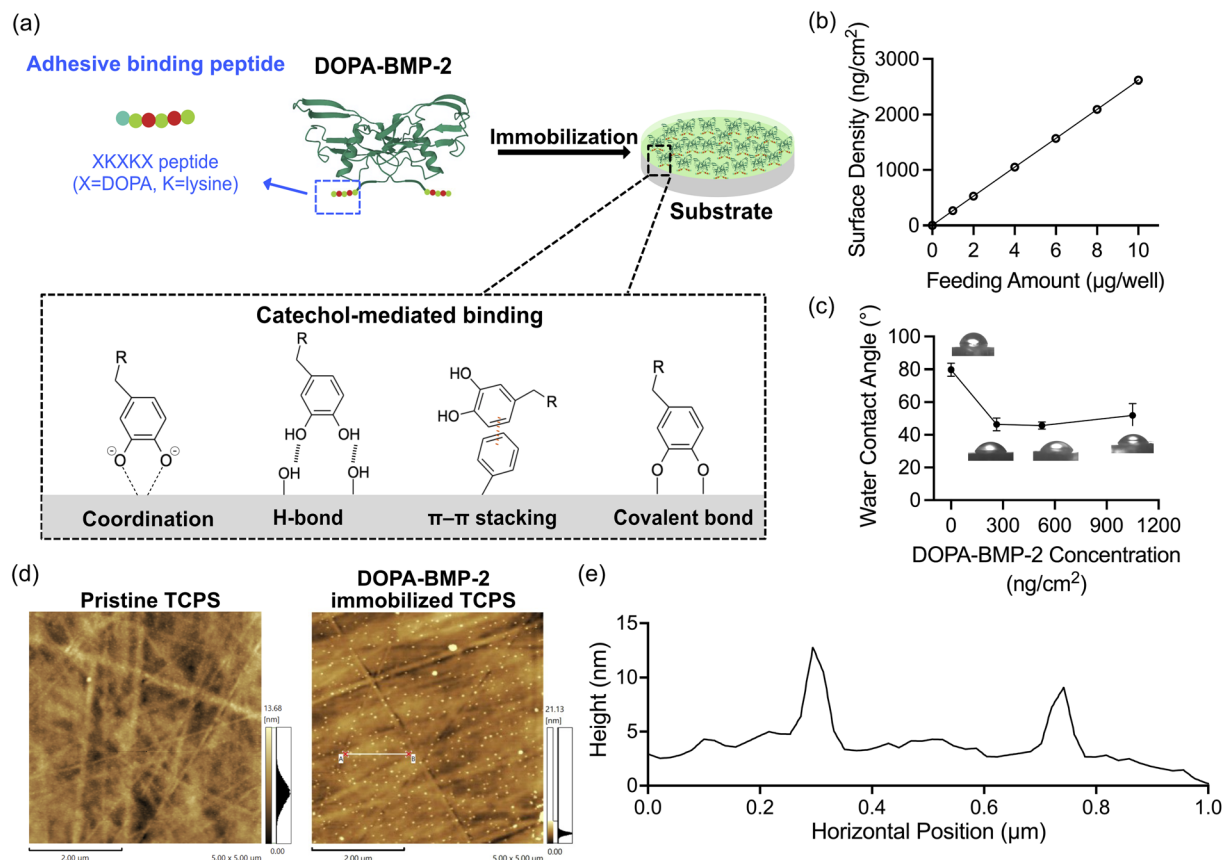 (a)
Adhesive binding peptide
DOPA-BMP-2
XKXKX peptide
(X=DOPA, K=lysine)
Immobilization
Substrate
Catechol-mediated binding
R
⊖
⊖
O
O
Coordination
R
OH
OH
OH
OH
H-bond
HO
HO
R
π–π stacking
R
O
O
Covalent bond
(b)
Surface Density (ng/cm²)
3000
2000
1000
0
0 2 4 6 8 10
Feeding Amount (μg/well)
(c)
Water Contact Angle (°)
100
80
60
40
20
0
0 300 600 900 1200
DOPA-BMP-2 Concentration
(ng/cm²)
(d)
Pristine TCPS
13.68
[nm]
0.00
2.00 um
5.00 x 5.00 um
DOPA-BMP-2
immobilized TCPS
A
B
21.13
[nm]
0.00
2.00 um
5.00 x 5.00 um
(e)
Height (nm)
15
10
5
0
0.0 0.2 0.4 0.6 0.8 1.0
Horizontal Position (μm)